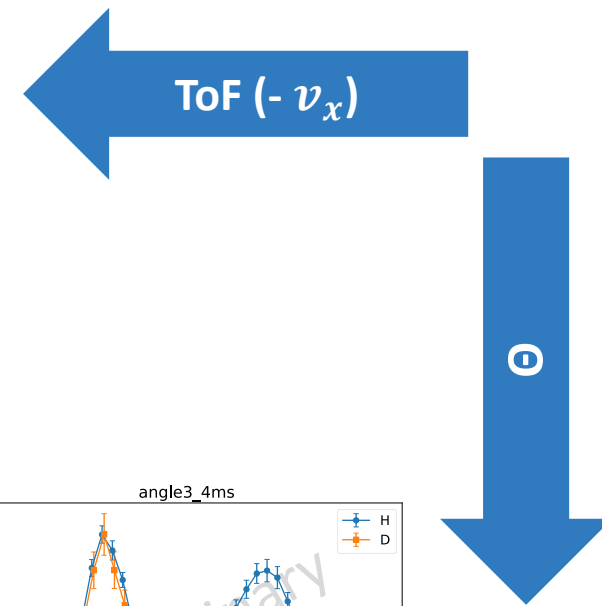 ToF (- vₓ)
Θ
angle3_4ms
H
D